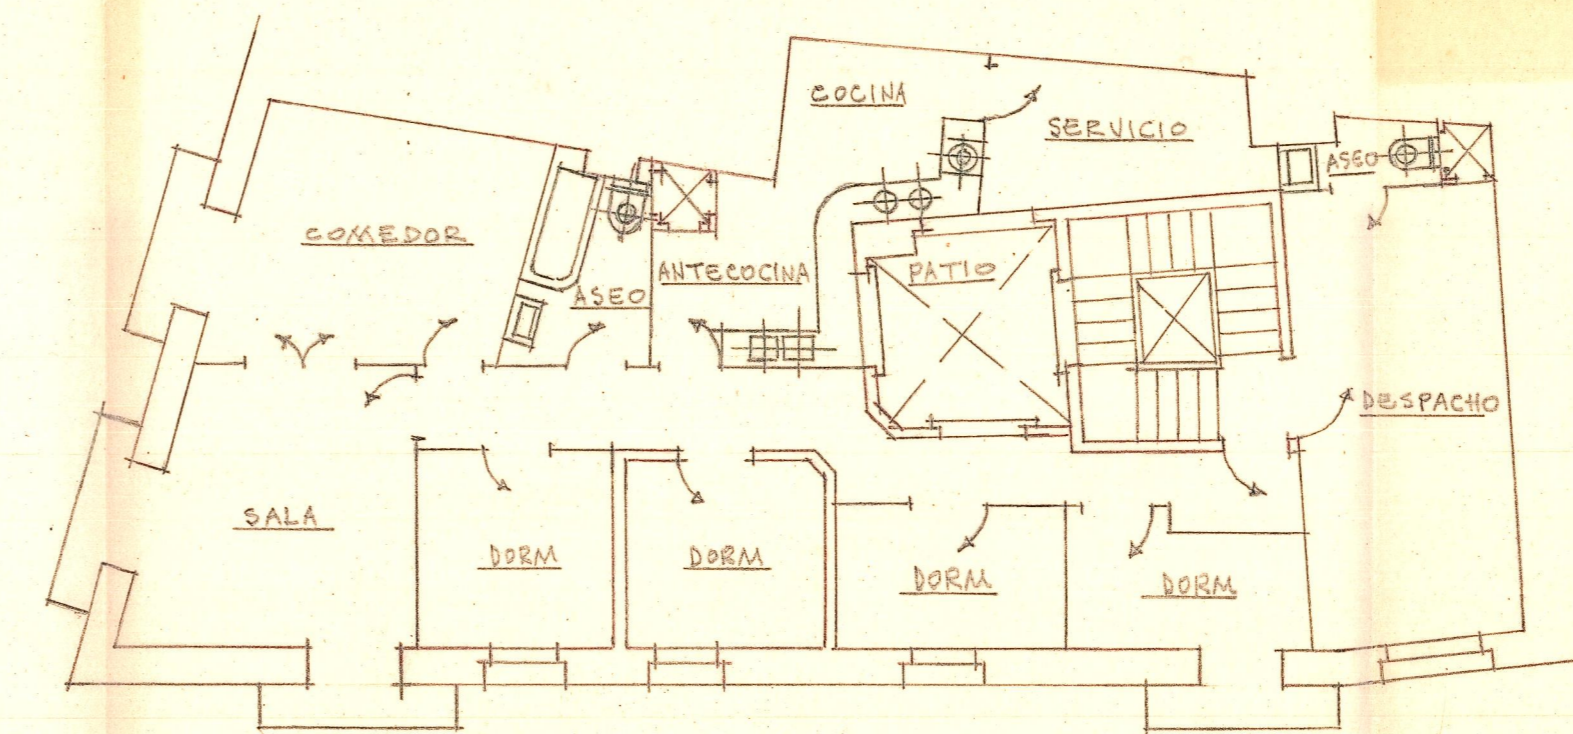 COCINA
SERVICIO
ASEO
COMEDOR
ANTECOCINA
PATIO
ASEO
DESPACHO
SALA
DORM
DORM
DORM
DORM